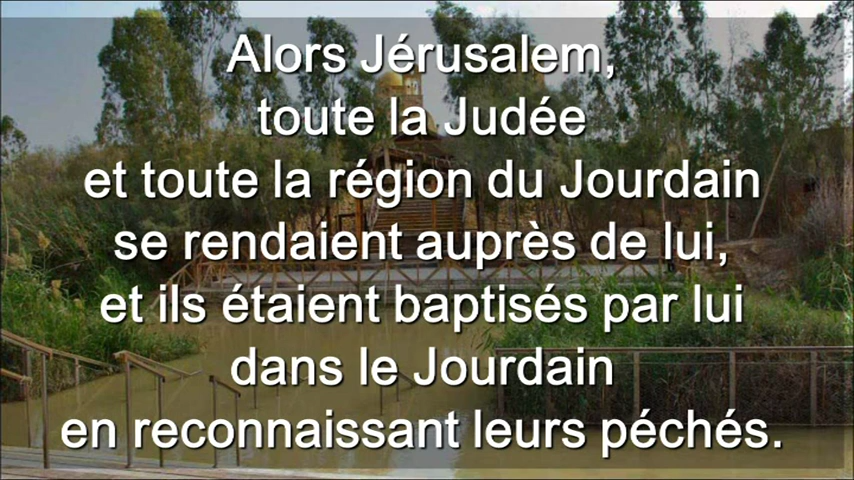 Alors Jérusalem,
toute la Judée
et toute la région du Jourdain
se rendaient auprès de lui,
et ils étaient baptisés par lui
dans le Jourdain
en reconnaissant leurs péchés.